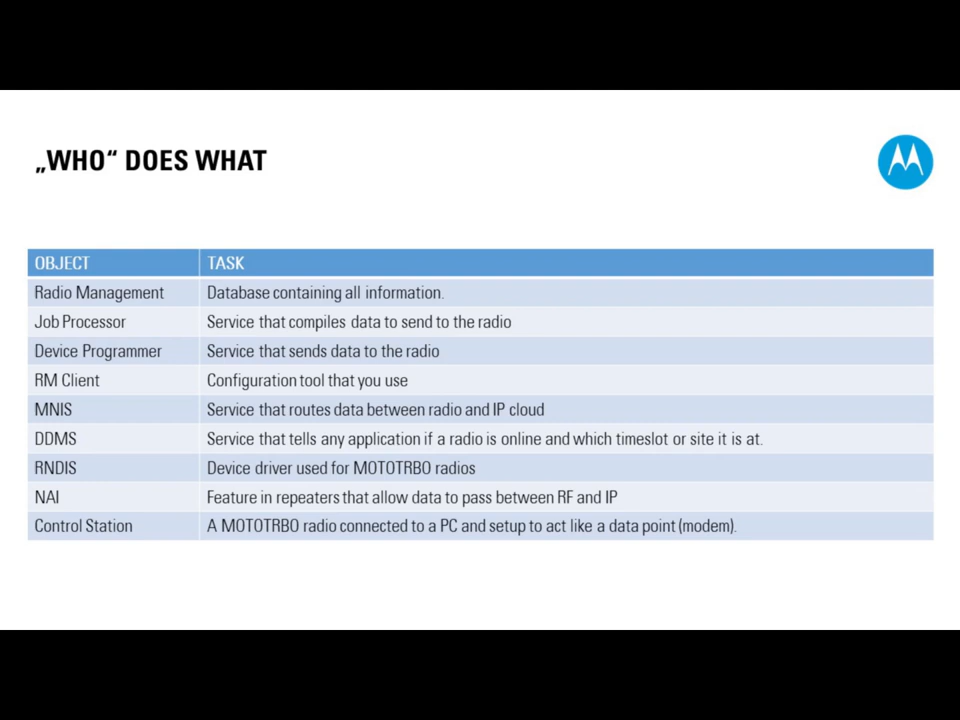 „WHO“ DOES WHAT
OBJECT TASK
Radio Management Database containing all information.
Job Processor Service that compiles data to send to the radio
Device Programmer Service that sends data to the radio
RM Client Configuration tool that you use
MNIS Service that routes data between radio and IP cloud
DDMS Service that tells any application if a radio is online and which timeslot or site it is at.
RNDIS Device driver used for MOTOTRBO radios
NAI Feature in repeaters that allow data to pass between RF and IP
Control Station A MOTOTRBO radio connected to a PC and setup to act like a data point (modem).